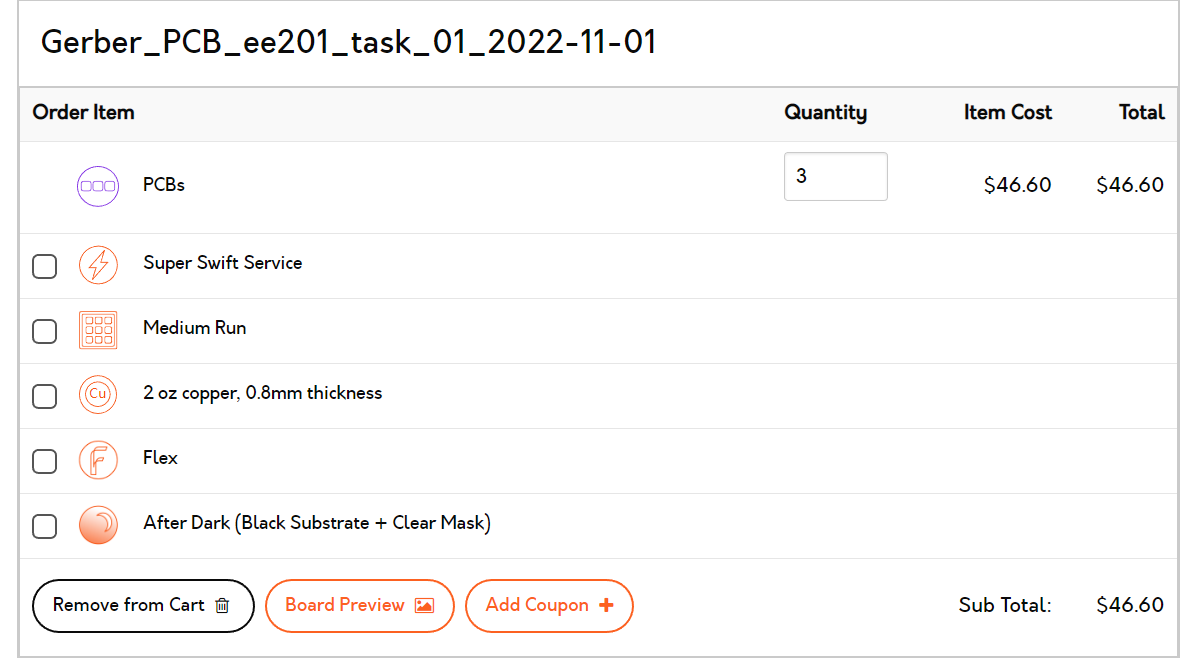 Gerber_PCB_ee201_task_01_2022-11-01
Order Item Quantity Item Cost Total
PCBs 3 $46.60 $46.60
Super Swift Service
Medium Run
Cu 2 oz copper, 0.8mm thickness
F Flex
After Dark (Black Substrate + Clear Mask)
Remove from Cart Board Preview Add Coupon Sub Total: $46.60